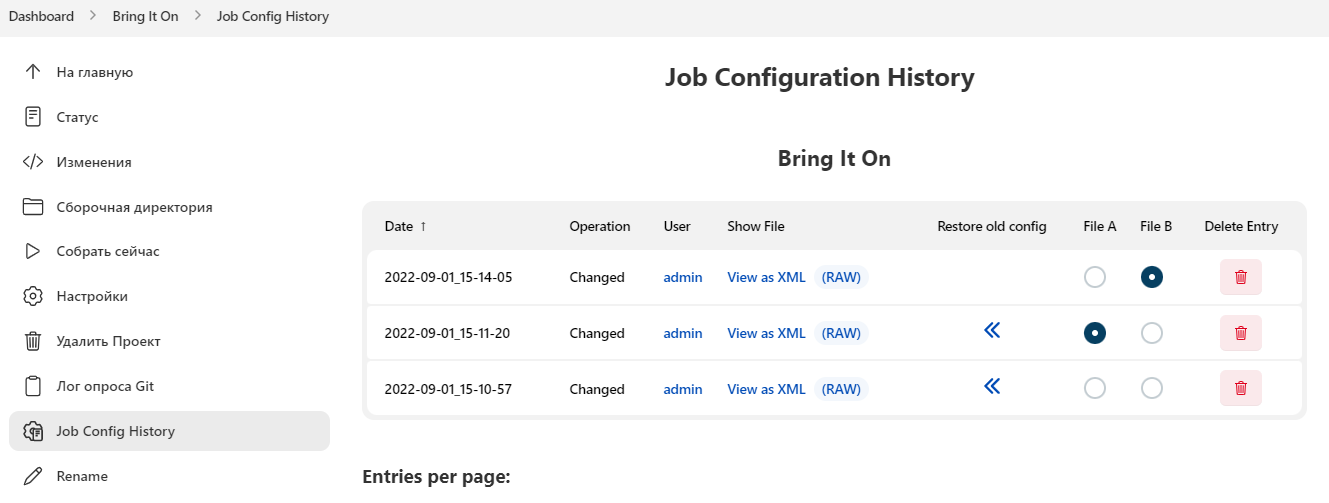 Dashboard > Bring It On > Job Config History
На главную
Статус
Изменения
Сборочная директория
Собрать сейчас
Настройки
Удалить Проект
Лог опроса Git
Job Config History
Rename
Job Configuration History
Bring It On
Date ↑ Operation User Show File Restore old config File A File B Delete Entry
2022-09-01_15-14-05 Changed admin View as XML (RAW)
2022-09-01_15-11-20 Changed admin View as XML (RAW)
2022-09-01_15-10-57 Changed admin View as XML (RAW)
Entries per page: